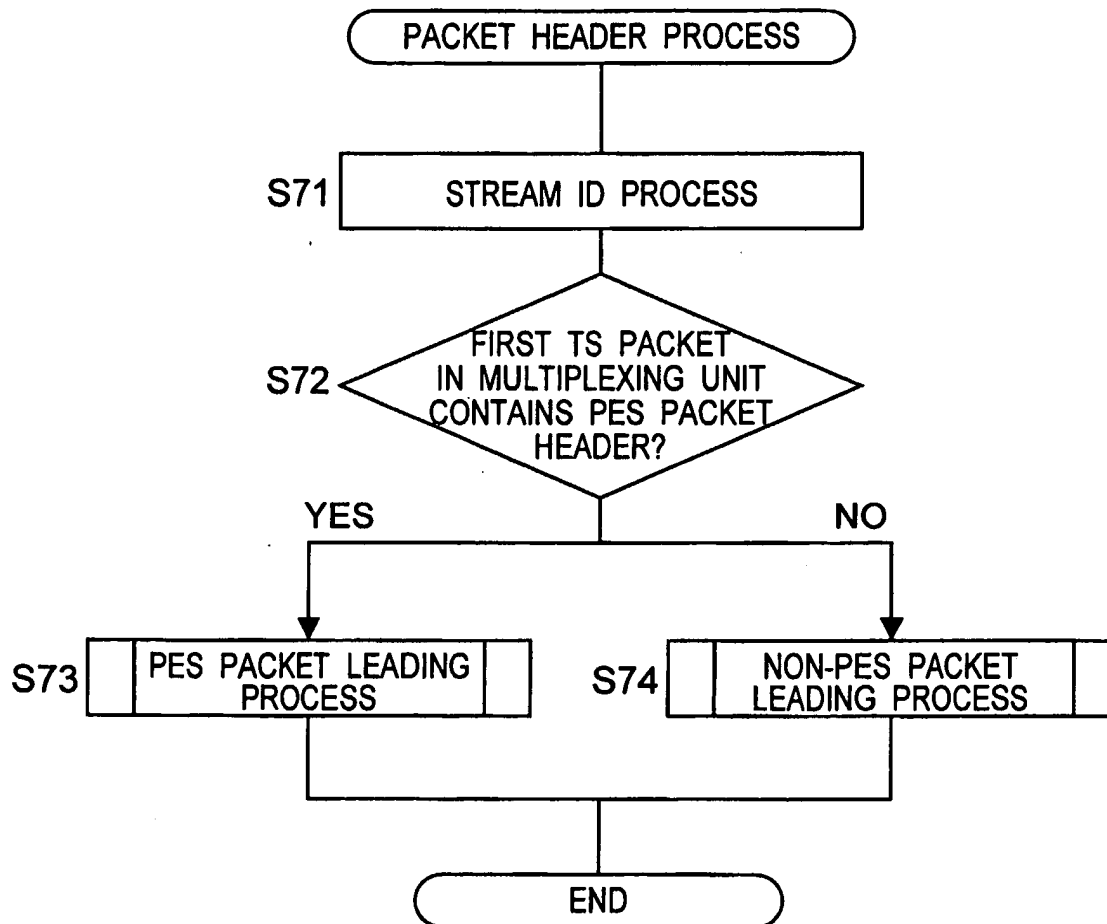 PACKET HEADER PROCESS
S71
STREAM ID PROCESS
S72
FIRST TS PACKET
IN MULTIPLEXING UNIT
CONTAINS PES PACKET
HEADER?
YES
NO
S73
PES PACKET LEADING
PROCESS
S74
NON-PES PACKET
LEADING PROCESS
END